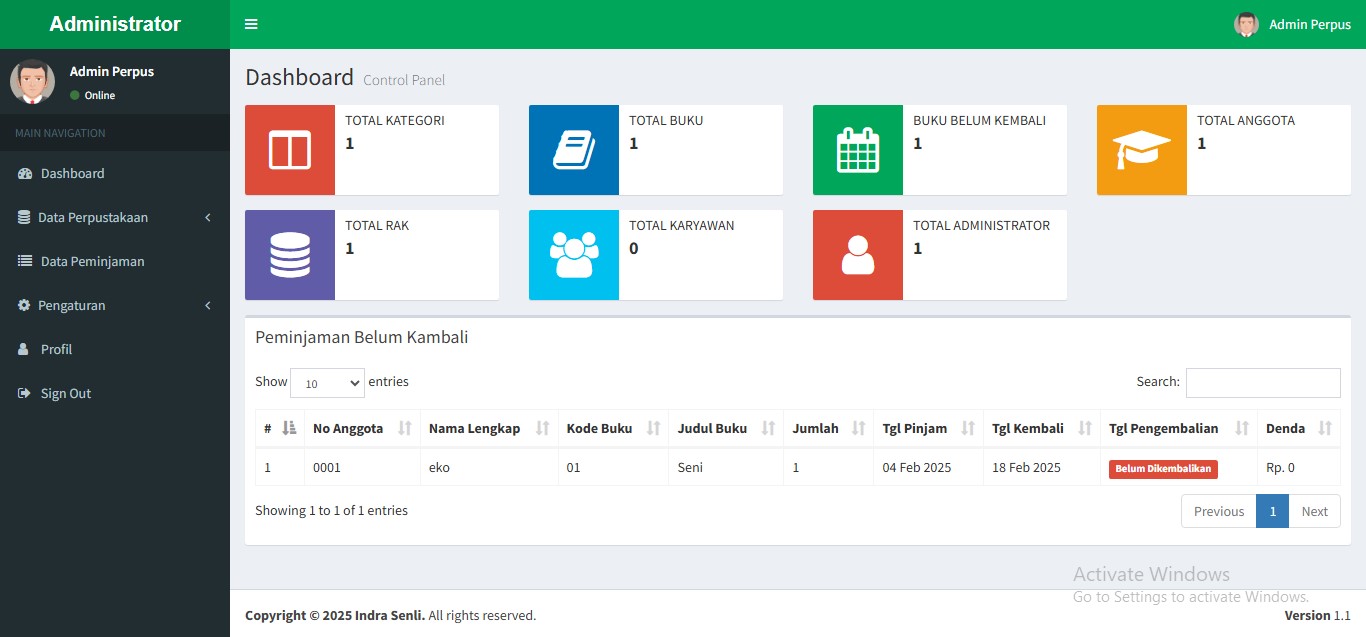 Administrator
Admin Perpus
Admin Perpus
Online
MAIN NAVIGATION
Dashboard
Data Perpustakaan
Data Peminjaman
Pengaturan
Profil
Sign Out
Dashboard Control Panel
TOTAL KATEGORI
1
TOTAL BUKU
1
BUKU BELUM KEMBALI
1
TOTAL ANGGOTA
1
TOTAL RAK
1
TOTAL KARYAWAN
0
TOTAL ADMINISTRATOR
1
Peminjaman Belum Kambali
Show 10 entries Search:
# No Anggota Nama Lengkap Kode Buku Judul Buku Jumlah Tgl Pinjam Tgl Kembali Tgl Pengembalian Denda
1 0001 eko 01 Seni 1 04 Feb 2025 18 Feb 2025 Belum Dikembalikan Rp. 0
Showing 1 to 1 of 1 entries Previous 1 Next
Activate Windows
Go to Settings to activate Windows.
Copyright © 2025 Indra Senli. All rights reserved. Version 1.1